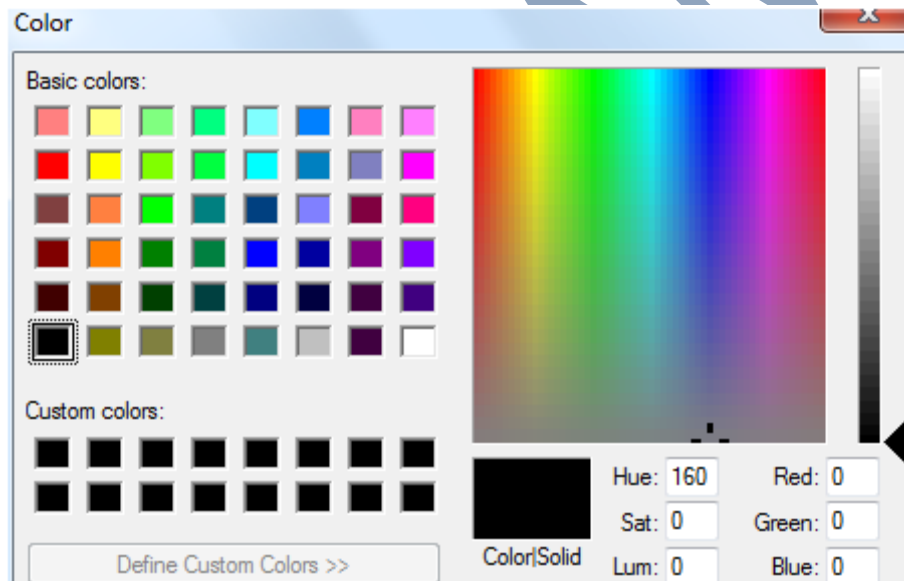 Color
Basic colors:
Custom colors:
Define Custom Colors >>
Color|Solid
Hue: 160
Sat: 0
Lum: 0
Red: 0
Green: 0
Blue: 0